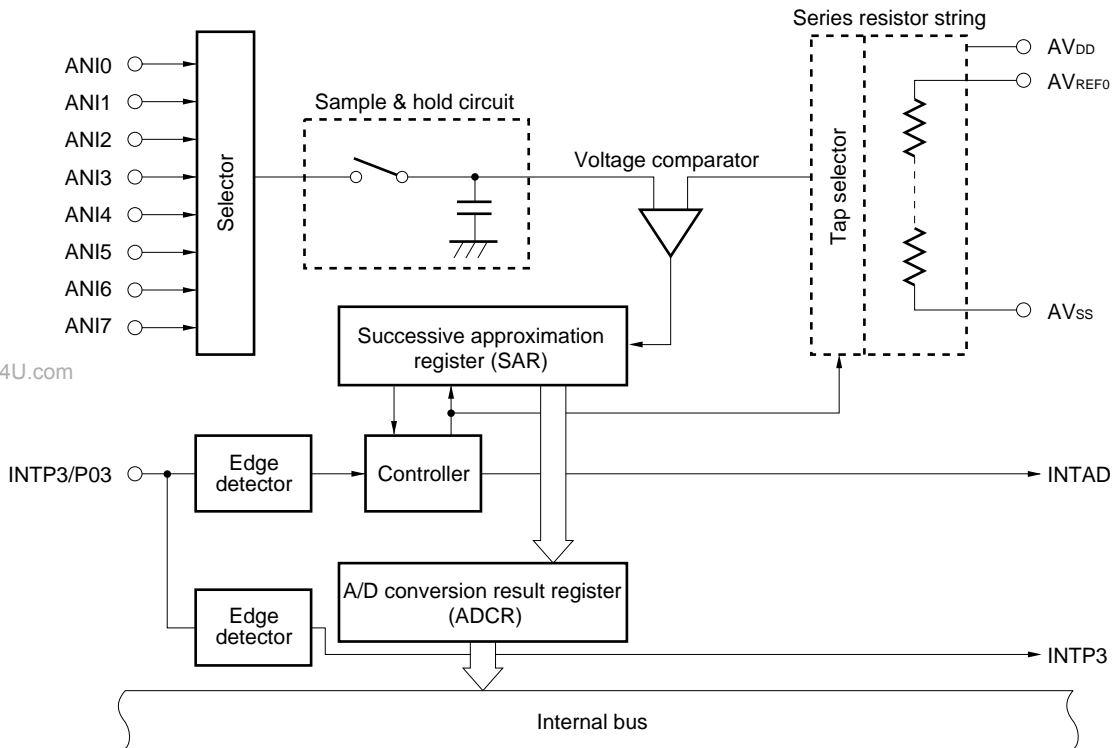 Series resistor string
ANI0
ANI1
ANI2
ANI3
ANI4
ANI5
ANI6
ANI7
Selector
Sample & hold circuit
Voltage comparator
Tap selector
AVDD
AVREF0
AVSS
Successive approximation
register (SAR)
4U.com
INTP3/P03
Edge
detector
Controller
INTAD
A/D conversion result register
(ADCR)
Edge
detector
INTP3
Internal bus